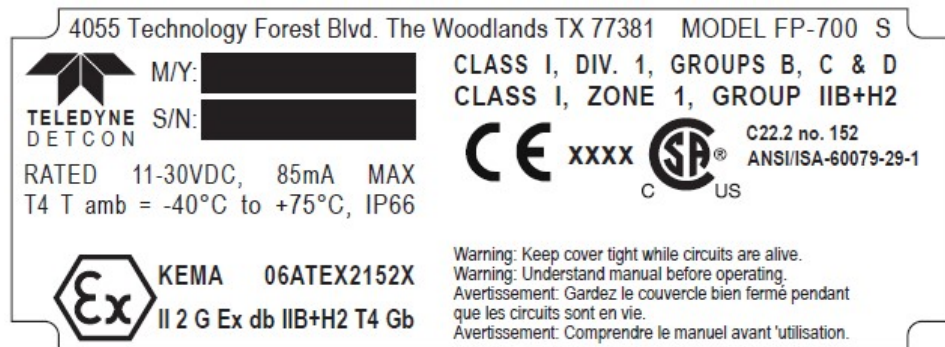 4055 Technology Forest Blvd. The Woodlands TX 77381 MODEL FP-700 S
TELEDYNE
DETCON
M/Y:
S/N:
RATED 11-30VDC, 85mA MAX
T4 T amb = -40°C to +75°C, IP66
CLASS I, DIV. 1, GROUPS B, C & D
CLASS I, ZONE 1, GROUP IIB+H2
CE xxxx C SA ® US
C22.2 no. 152
ANSI/ISA-60079-29-1
Ex
KEMA 06ATEX2152X
II 2 G Ex db IIB+H2 T4 Gb
Warning: Keep cover tight while circuits are alive.
Warning: Understand manual before operating.
Avertissement: Gardez le couvercle bien fermé pendant
que les circuits sont en vie.
Avertissement: Comprendre le manuel avant 'utilisation.